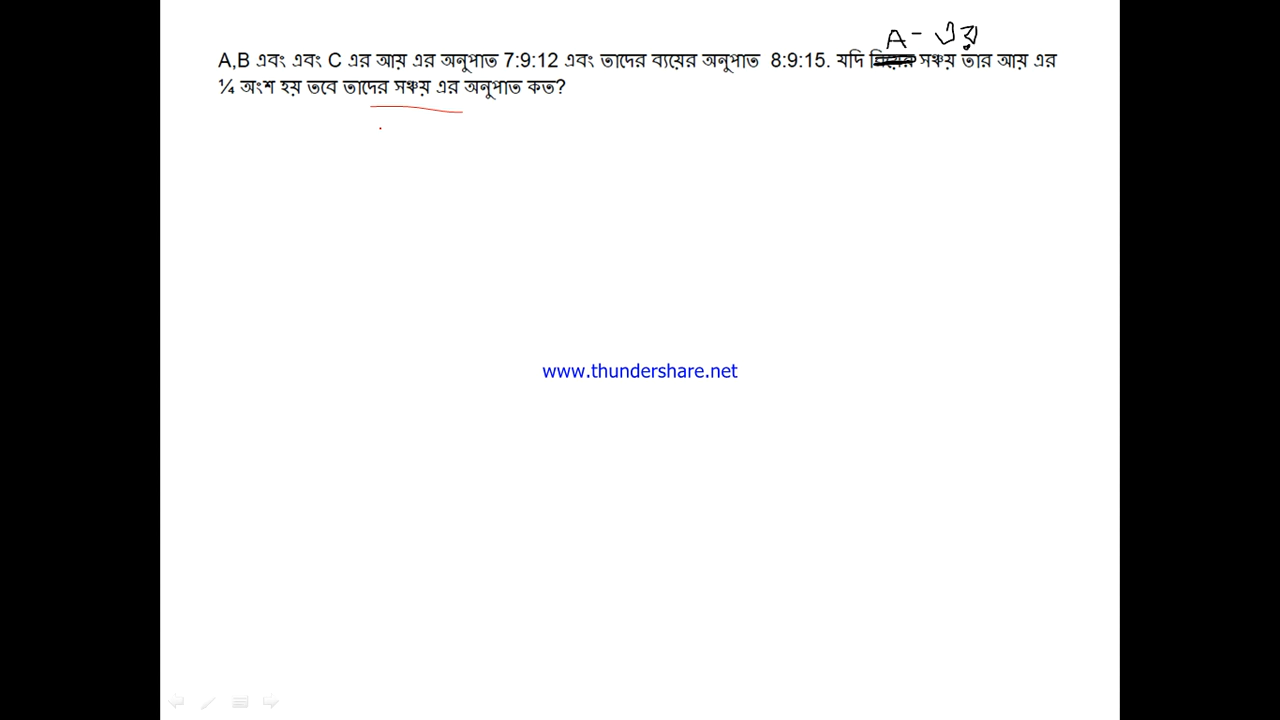 A- এর
A,B এবং এবং C এর আয় এর অনুপাত 7:9:12 এবং তাদের ব্যয়ের অনুপাত 8:9:15. যদি সঞ্চয় তার আয় এর
¼ অংশ হয় তবে তাদের সঞ্চয় এর অনুপাত কত?
www.thundershare.net